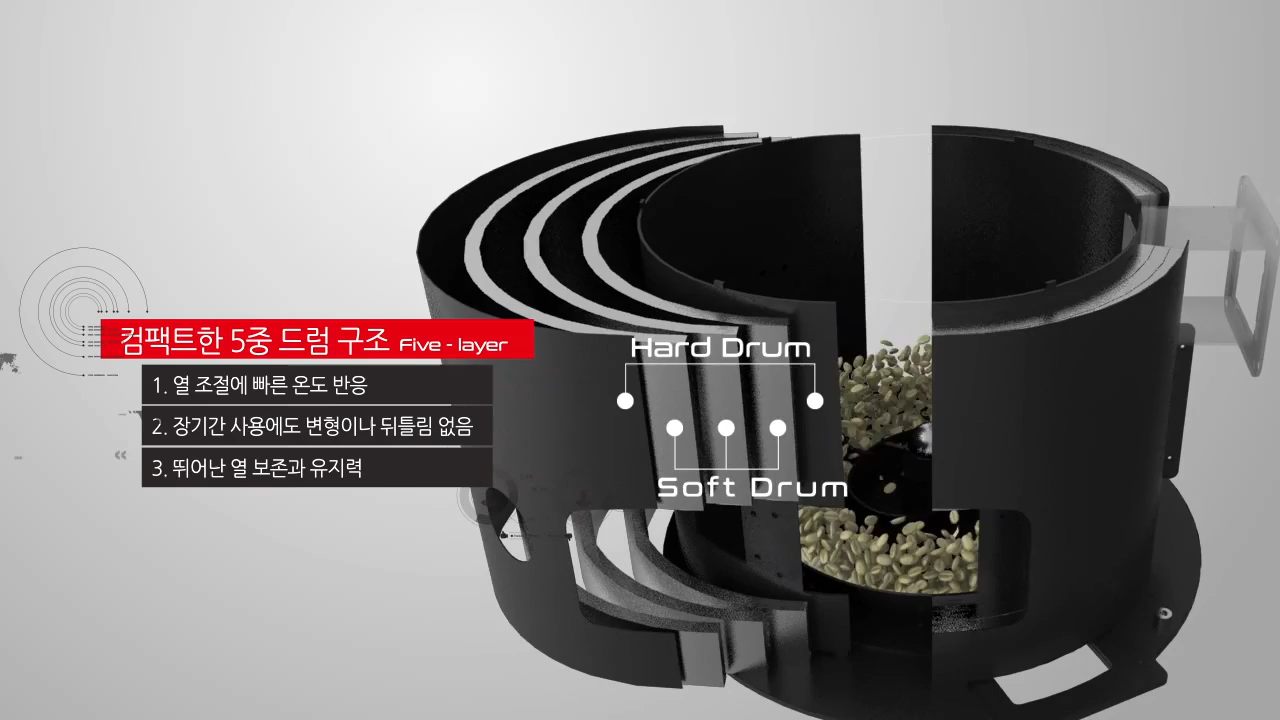 컴팩트한 5중 드럼 구조 Five - layer
1. 열 조절에 빠른 온도 반응
2. 장기간 사용에도 변형이나 뒤틀림 없음
3. 뛰어난 열 보존과 유지력
Hard Drum
Soft Drum